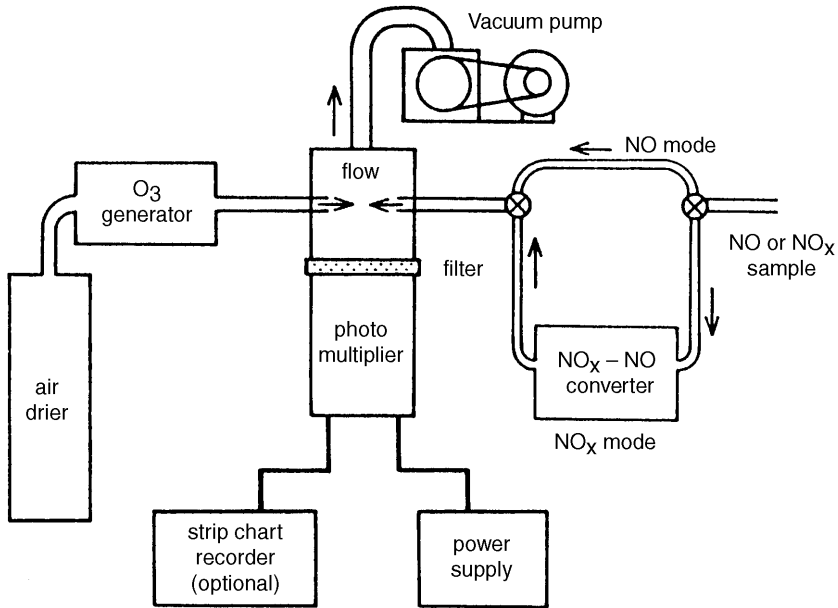 Vacuum pump
NO mode
flow
O3
generator
NO or NOx
sample
filter
photo
multiplier
NOx – NO
converter
air
drier
NOx mode
strip chart
recorder
(optional)
power
supply